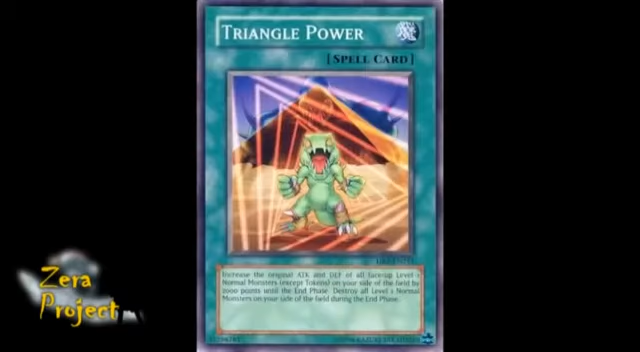 TRIANGLE POWER
[SPELL CARD]
Increase the original ATK and DEF of all face-up Level 1
Normal Monsters (except Tokens) on your side of the field by
2000 points until the End Phase. Destroy all Level 1 Normal
Monsters on your side of the field during the End Phase.
Zera
Project